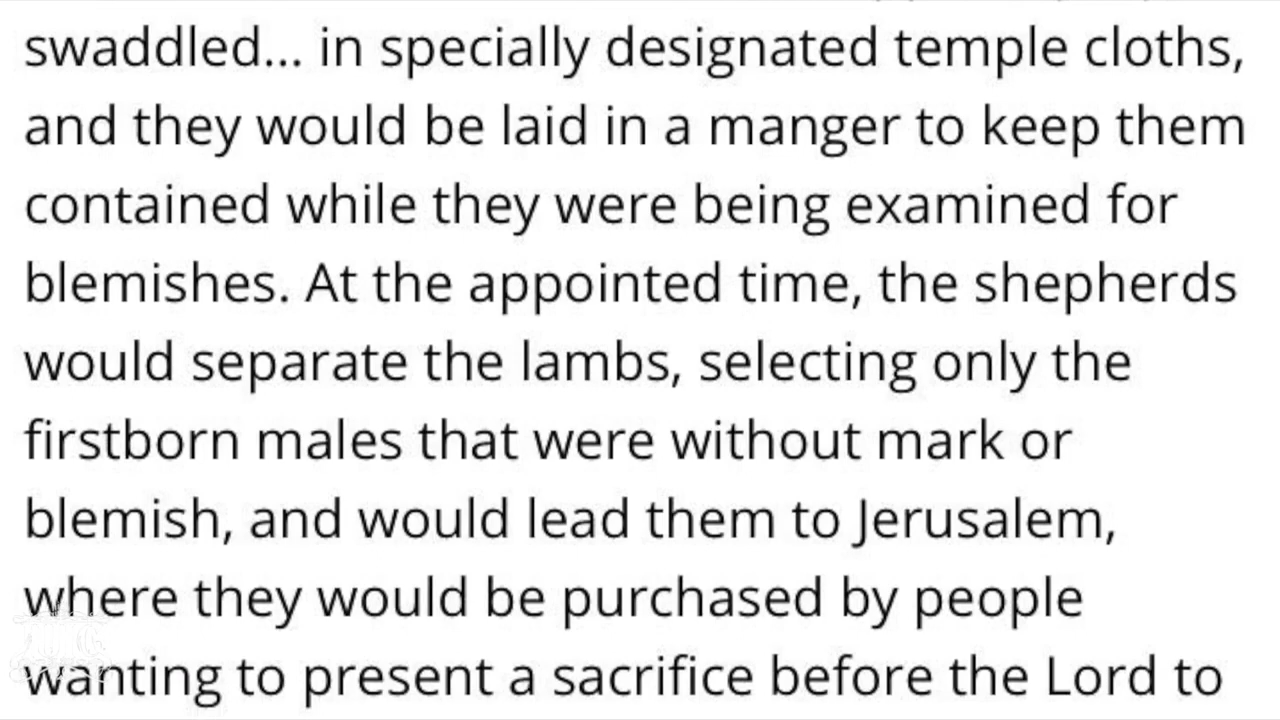 swaddled... in specially designated temple cloths,
and they would be laid in a manger to keep them
contained while they were being examined for
blemishes. At the appointed time, the shepherds
would separate the lambs, selecting only the
firstborn males that were without mark or
blemish, and would lead them to Jerusalem,
where they would be purchased by people
wanting to present a sacrifice before the Lord to